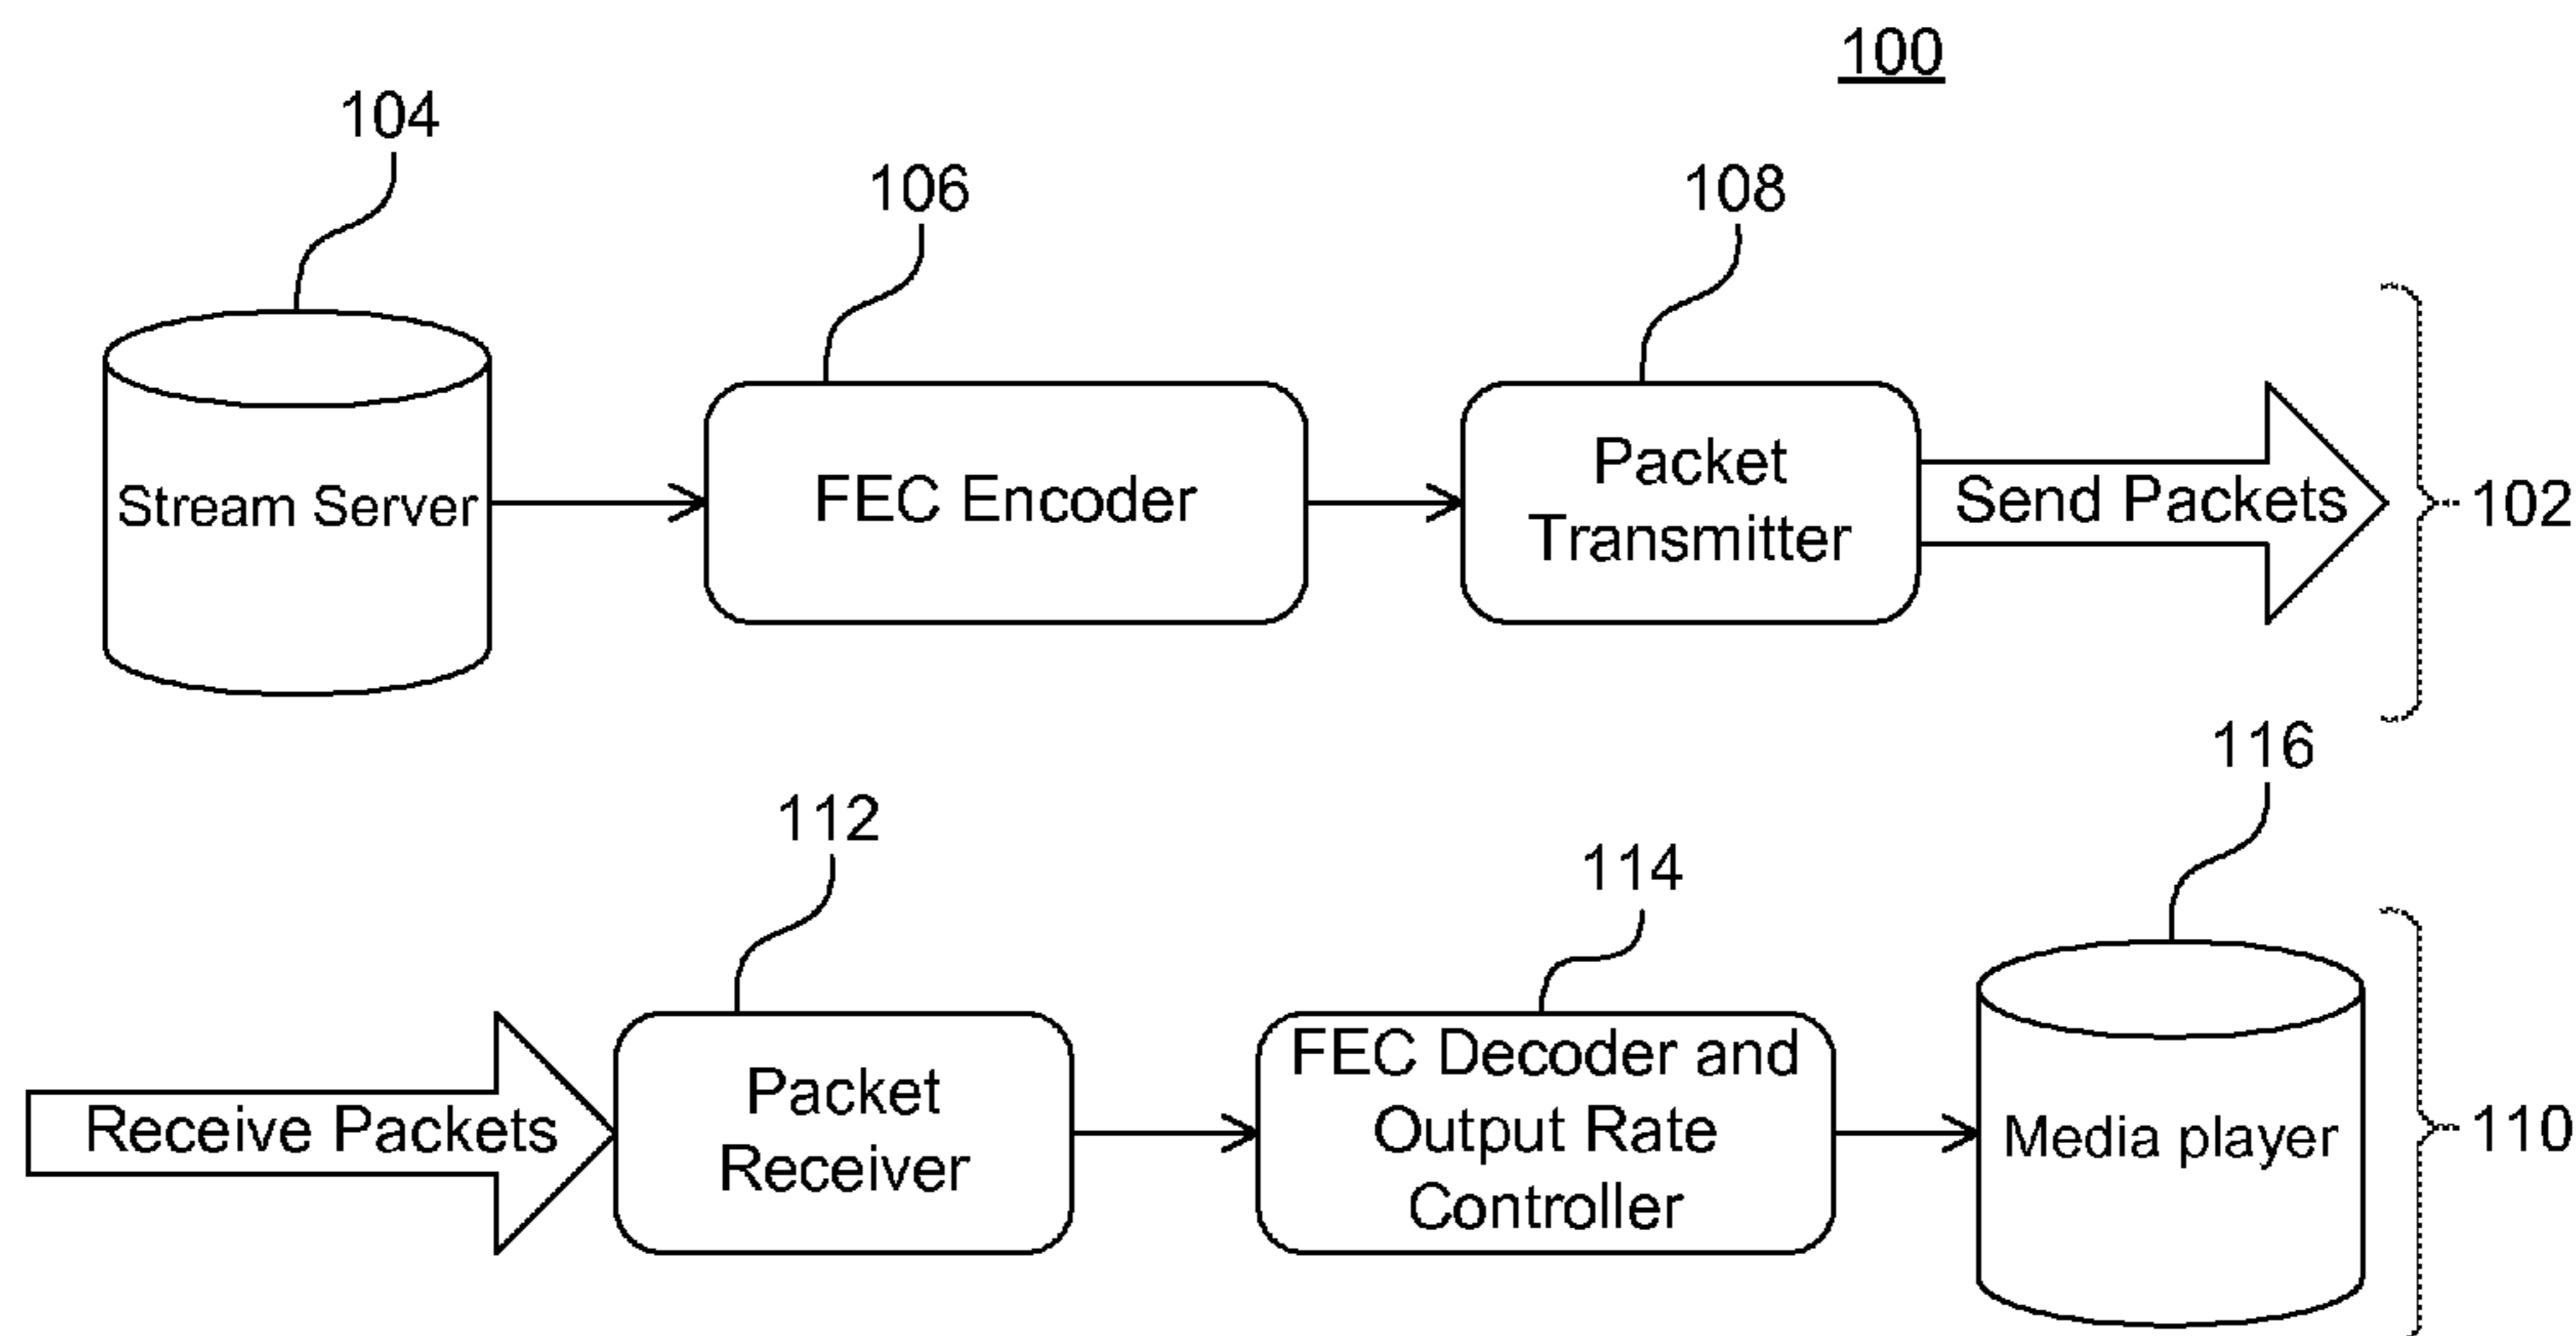 100
104
106
108
Stream Server
FEC Encoder
Packet
Transmitter
Send Packets
102
116
112
114
Receive Packets
Packet
Receiver
FEC Decoder and
Output Rate
Controller
Media player
110